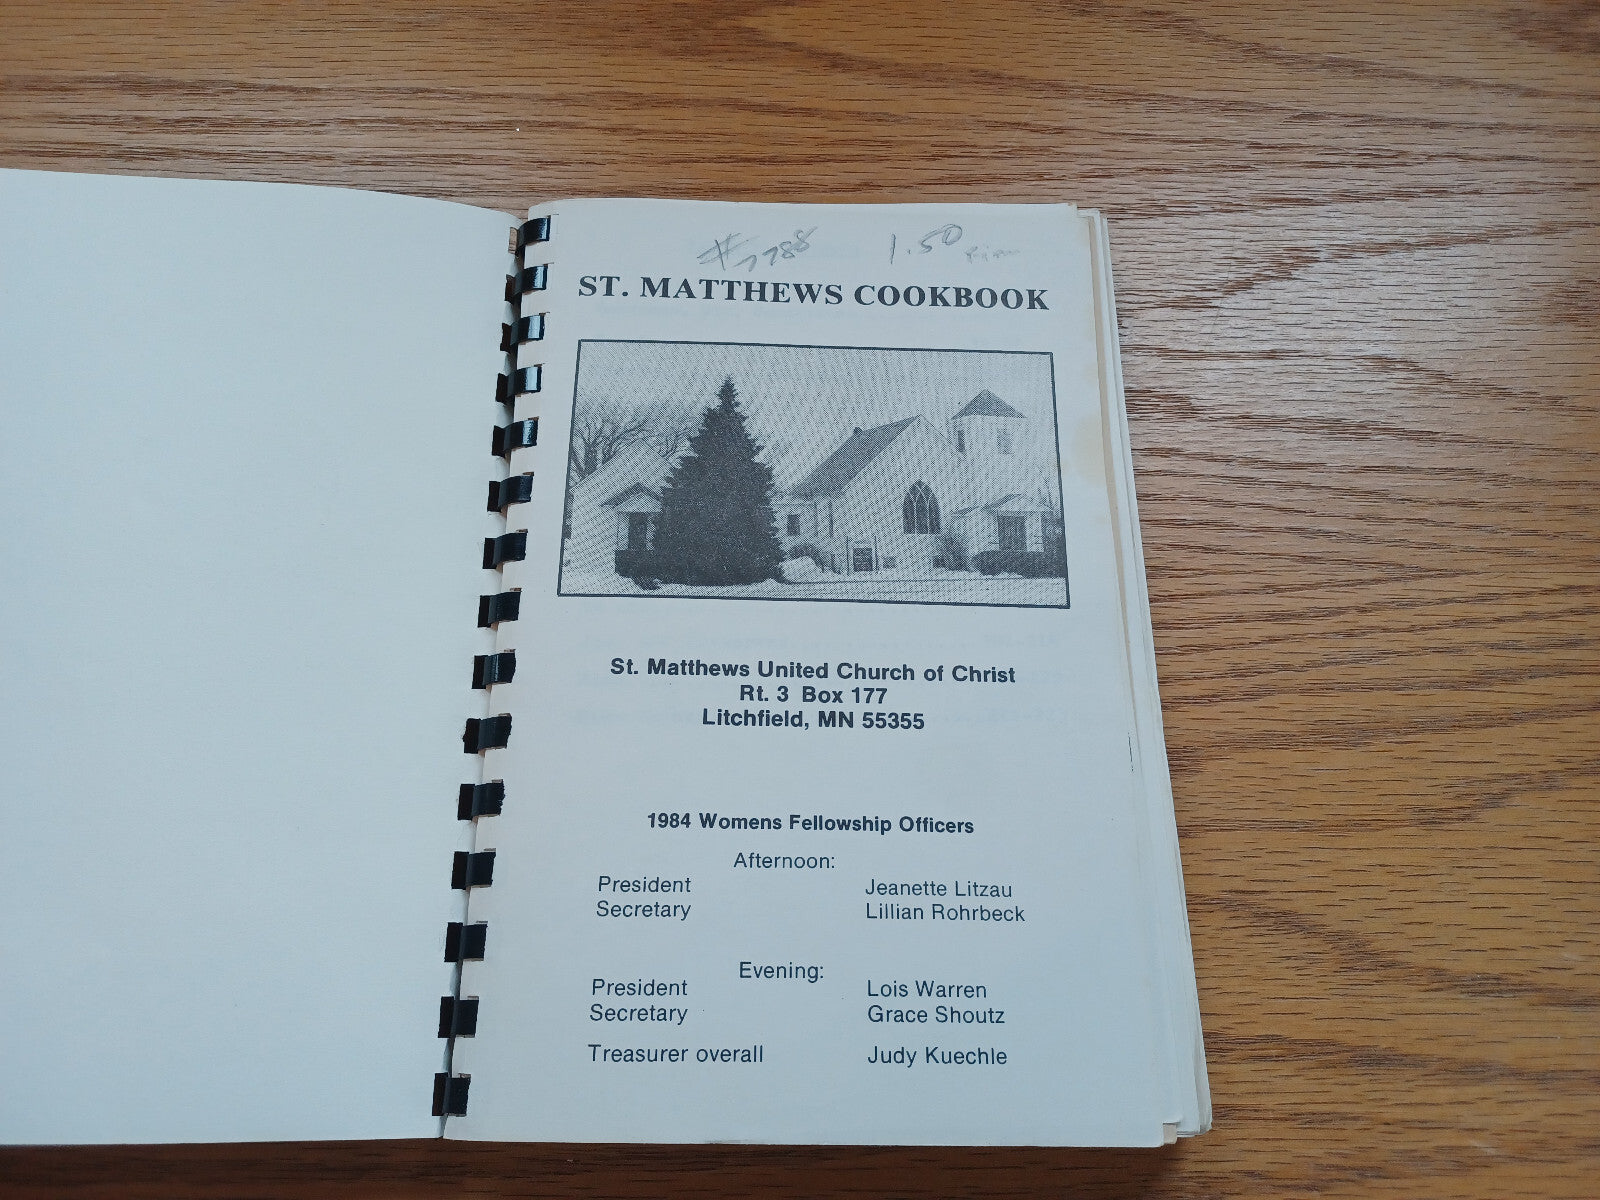 #7788 1.50
ST. MATTHEWS COOKBOOK
St. Matthews United Church of Christ
Rt. 3 Box 177
Litchfield, MN 55355
1984 Womens Fellowship Officers
Afternoon:
President Jeanette Litzau
Secretary Lillian Rohrbeck
Evening:
President Lois Warren
Secretary Grace Shoutz
Treasurer overall Judy Kuechle